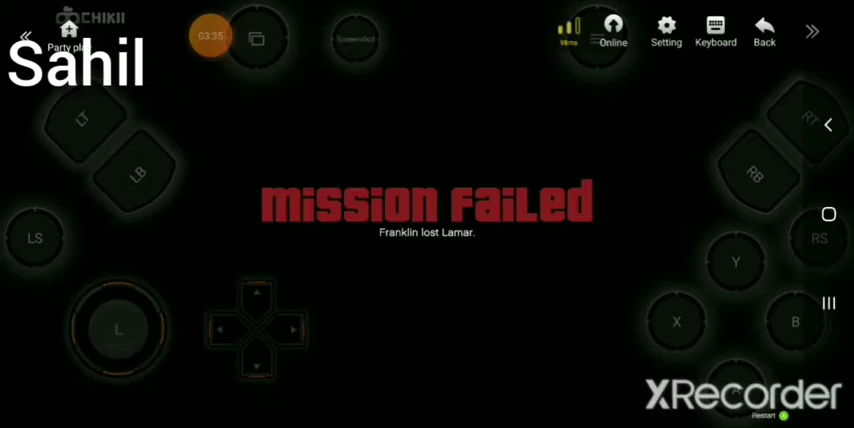 CHIKII
Party pla
Sahil
03:35
Screenshot
98ms
Online
Setting
Keyboard
Back
LT
LB
RT
RB
LS
RS
mission failed
Franklin lost Lamar.
Y
X
B
L
XRecorder
Restart A